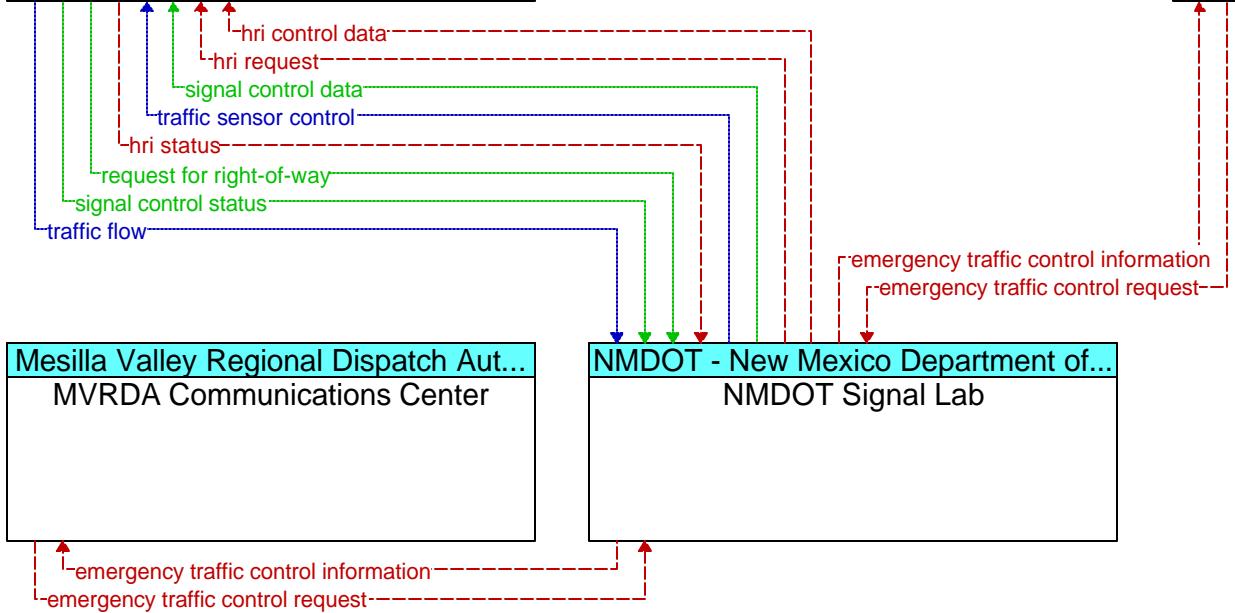 hri control data
hri request
signal control data
traffic sensor control
hri status
request for right-of-way
signal control status
traffic flow
emergency traffic control information
emergency traffic control request
Mesilla Valley Regional Dispatch Aut...
MVRDA Communications Center
NMDOT - New Mexico Department of...
NMDOT Signal Lab
emergency traffic control information
emergency traffic control request